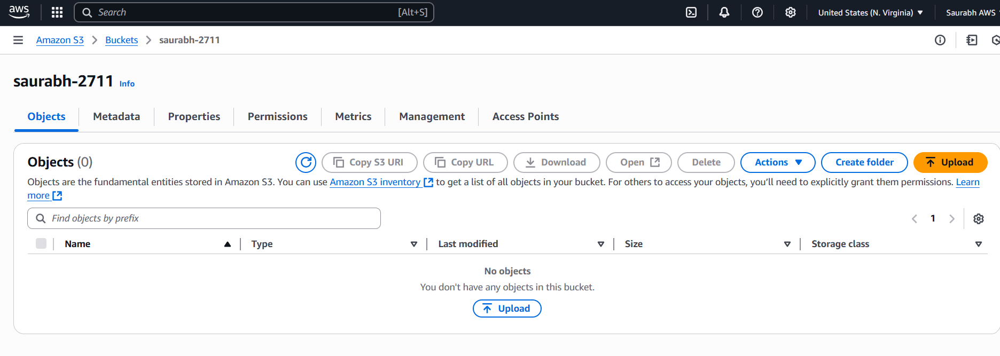 aws Search [Alt+S] United States (N. Virginia) Saurabh AWS
Amazon S3 Buckets saurabh-2711
saurabh-2711 Info
Objects Metadata Properties Permissions Metrics Management Access Points
Objects (0) Copy S3 URI Copy URL Download Open Delete Actions Create folder Upload
Objects are the fundamental entities stored in Amazon S3. You can use Amazon S3 inventory to get a list of all objects in your bucket. For others to access your objects, you’ll need to explicitly grant them permissions. Learn
more
Find objects by prefix 1
Name Type Last modified Size Storage class
No objects
You don't have any objects in this bucket.
Upload